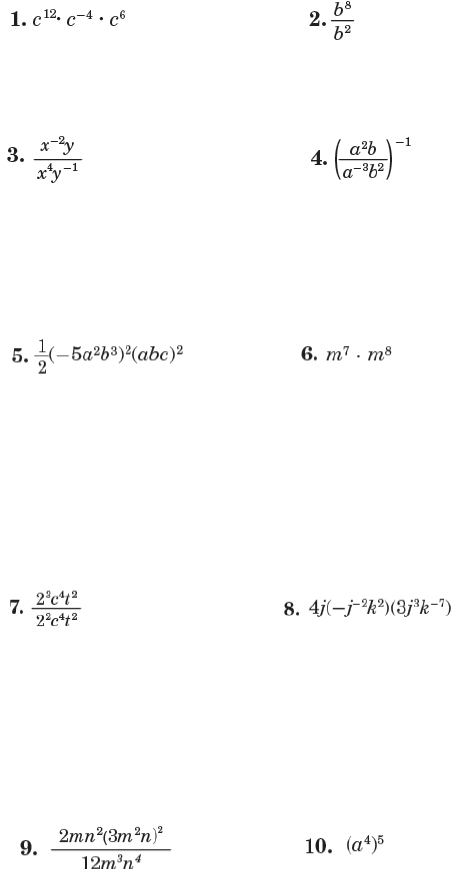 1. c¹² · c⁻⁴ · c⁶
2. b⁸/b²
3. x⁻²y/x⁴y⁻¹
4. (a²b/a⁻³b²)⁻¹
5. 1/2(−5a²b³)²(abc)²
6. m⁷ · m⁸
7. 2³c⁴t²/2²c⁴t²
8. 4j(−j⁻²k²)(3j³k⁻⁷)
9. 2mn²(3m²n)²/12m³n⁴
10. (a⁴)⁵